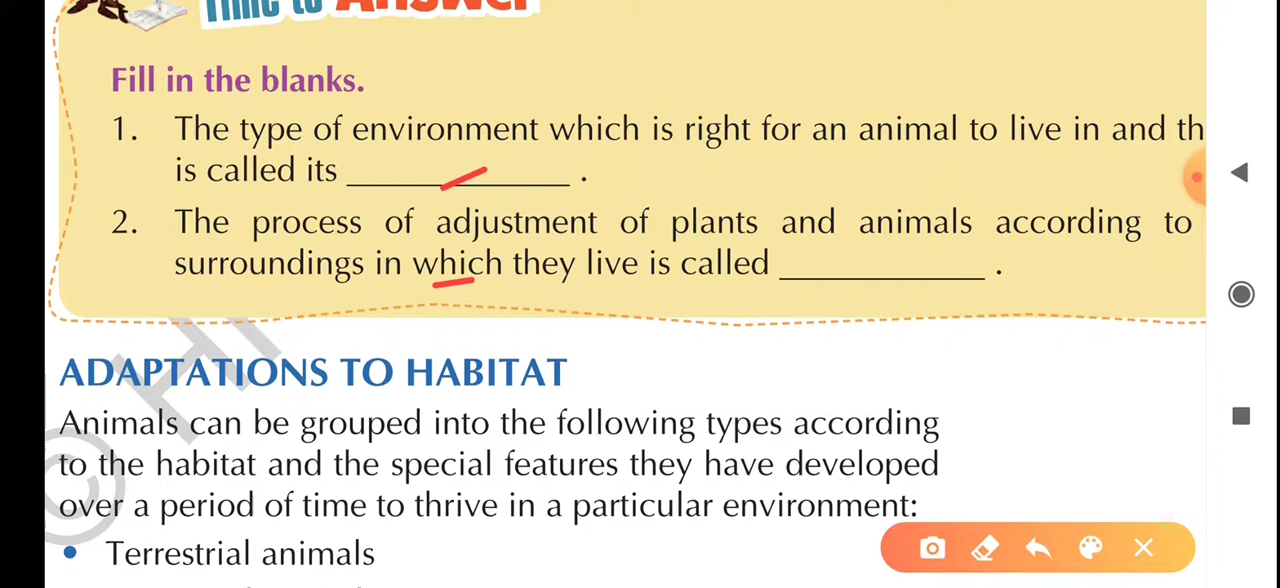 Time to Answer
Fill in the blanks.
1. The type of environment which is right for an animal to live in and
is called its ____________ .
2. The process of adjustment of plants and animals according to
surroundings in which they live is called ____________ .
ADAPTATIONS TO HABITAT
Animals can be grouped into the following types according
to the habitat and the special features they have developed
over a period of time to thrive in a particular environment:
• Terrestrial animals